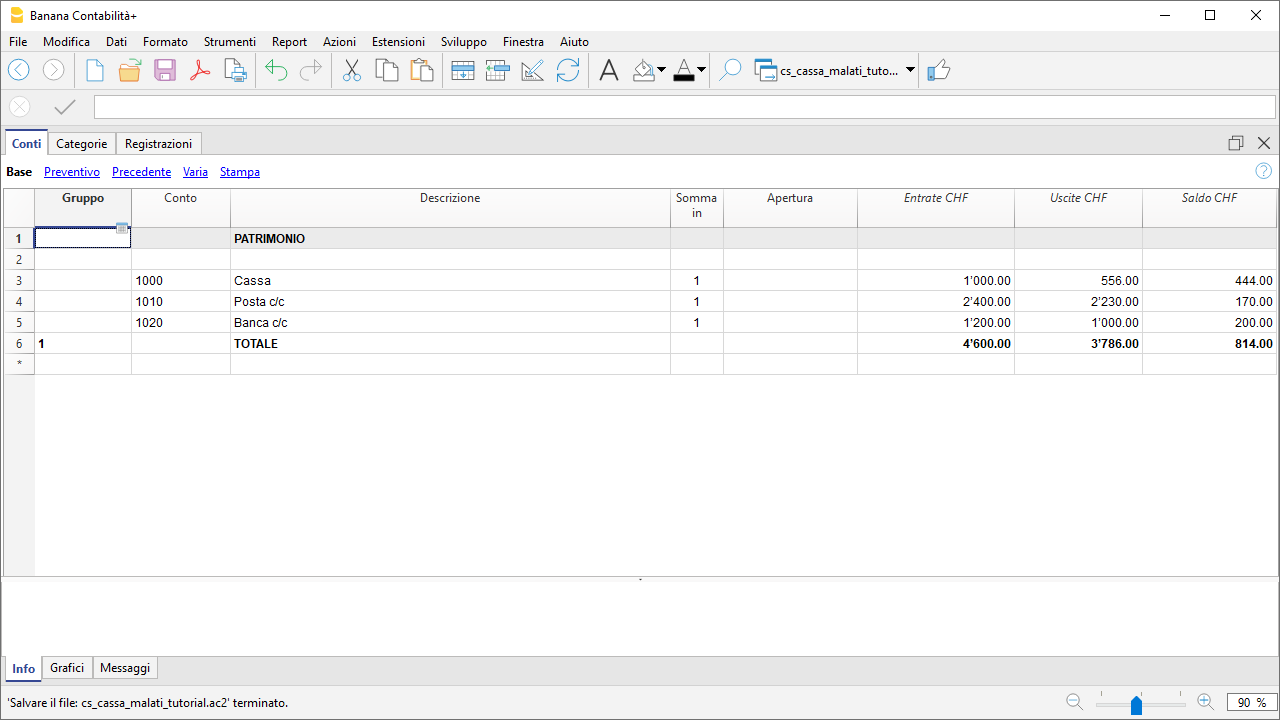 Banana Contabilità+
File Modifica Dati Formato Strumenti Report Azioni Estensioni Sviluppo Finestra Aiuto
cs_cassa_malati_tuto...
Conti Categorie Registrazioni
Base Preventivo Precedente Varia Stampa
Gruppo Conto Descrizione Somma in Apertura Entrate CHF Uscite CHF Saldo CHF
1 PATRIMONIO
2
3 1000 Cassa 1 1'000.00 556.00 444.00
4 1010 Posta c/c 1 2'400.00 2'230.00 170.00
5 1020 Banca c/c 1 1'200.00 1'000.00 200.00
6 1 TOTALE 4'600.00 3'786.00 814.00
*
Info Grafici Messaggi
'Salvare il file: cs_cassa_malati_tutorial.ac2' terminato.
90 %